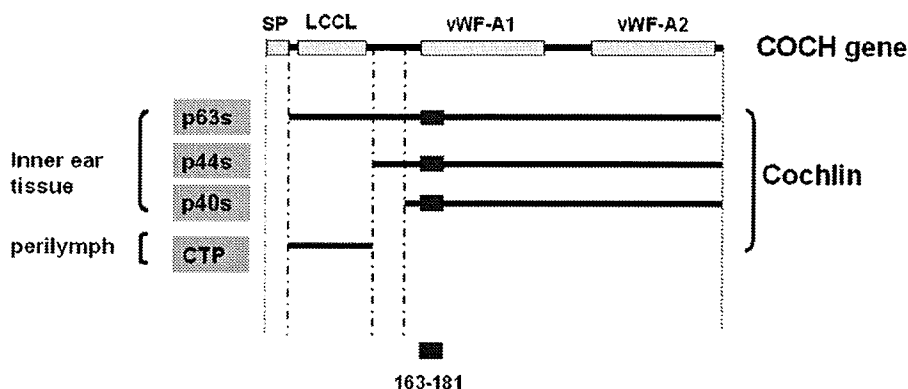 SP LCCL vWF-A1 vWF-A2
COCH gene
p63s
Inner ear
tissue
p44s
Cochlin
p40s
perilymph
CTP
163-181